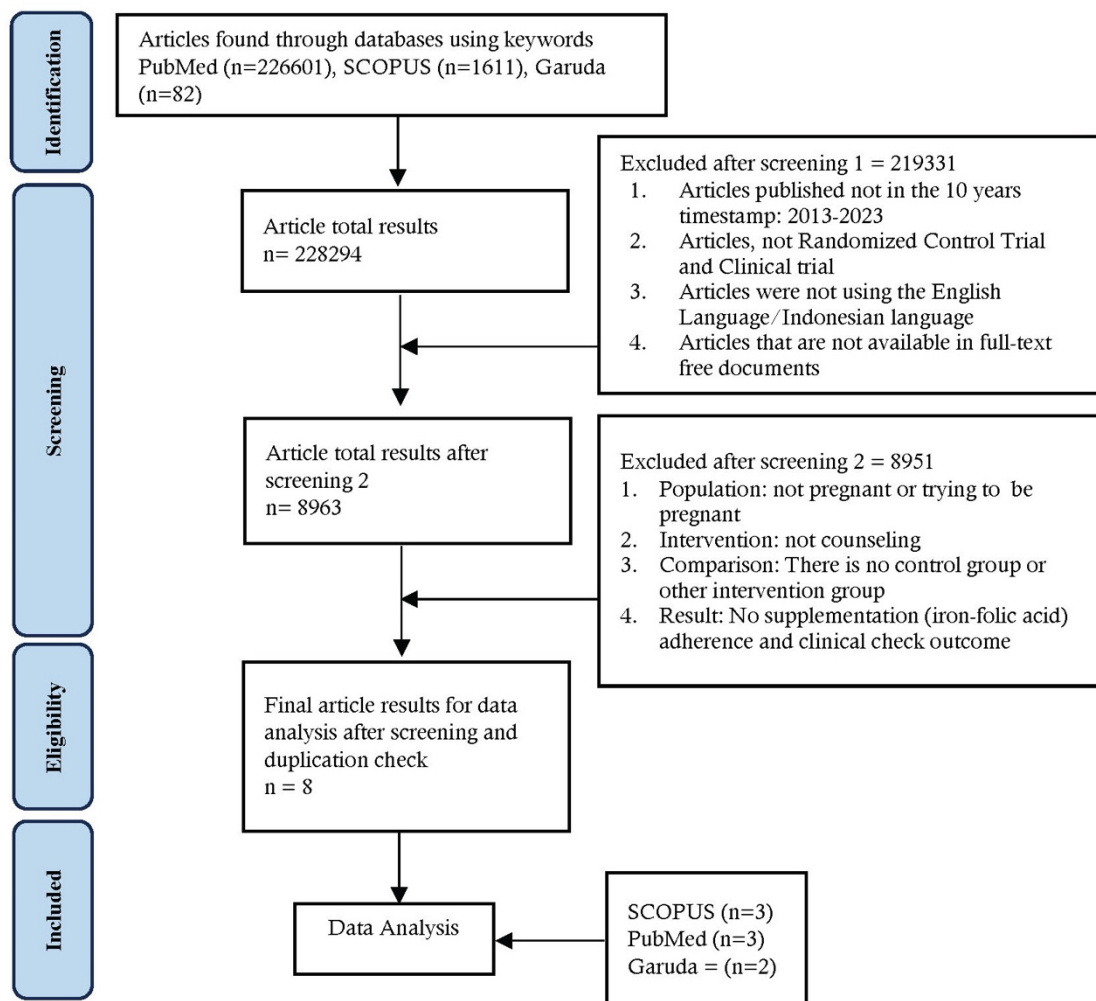 Identification
Articles found through databases using keywords
PubMed (n=226601), SCOPUS (n=1611), Garuda
(n=82)
Screening
Article total results
n= 228294
Excluded after screening 1 = 219331
1. Articles published not in the 10 years
timestamp: 2013-2023
2. Articles, not Randomized Control Trial
and Clinical trial
3. Articles were not using the English
Language/Indonesian language
4. Articles that are not available in full-text
free documents
Article total results after
screening 2
n= 8963
Excluded after screening 2 = 8951
1. Population: not pregnant or trying to be
pregnant
2. Intervention: not counseling
3. Comparison: There is no control group or
other intervention group
4. Result: No supplementation (iron-folic acid)
adherence and clinical check outcome
Eligibility
Final article results for data
analysis after screening and
duplication check
n = 8
Included
Data Analysis
SCOPUS (n=3)
PubMed (n=3)
Garuda = (n=2)